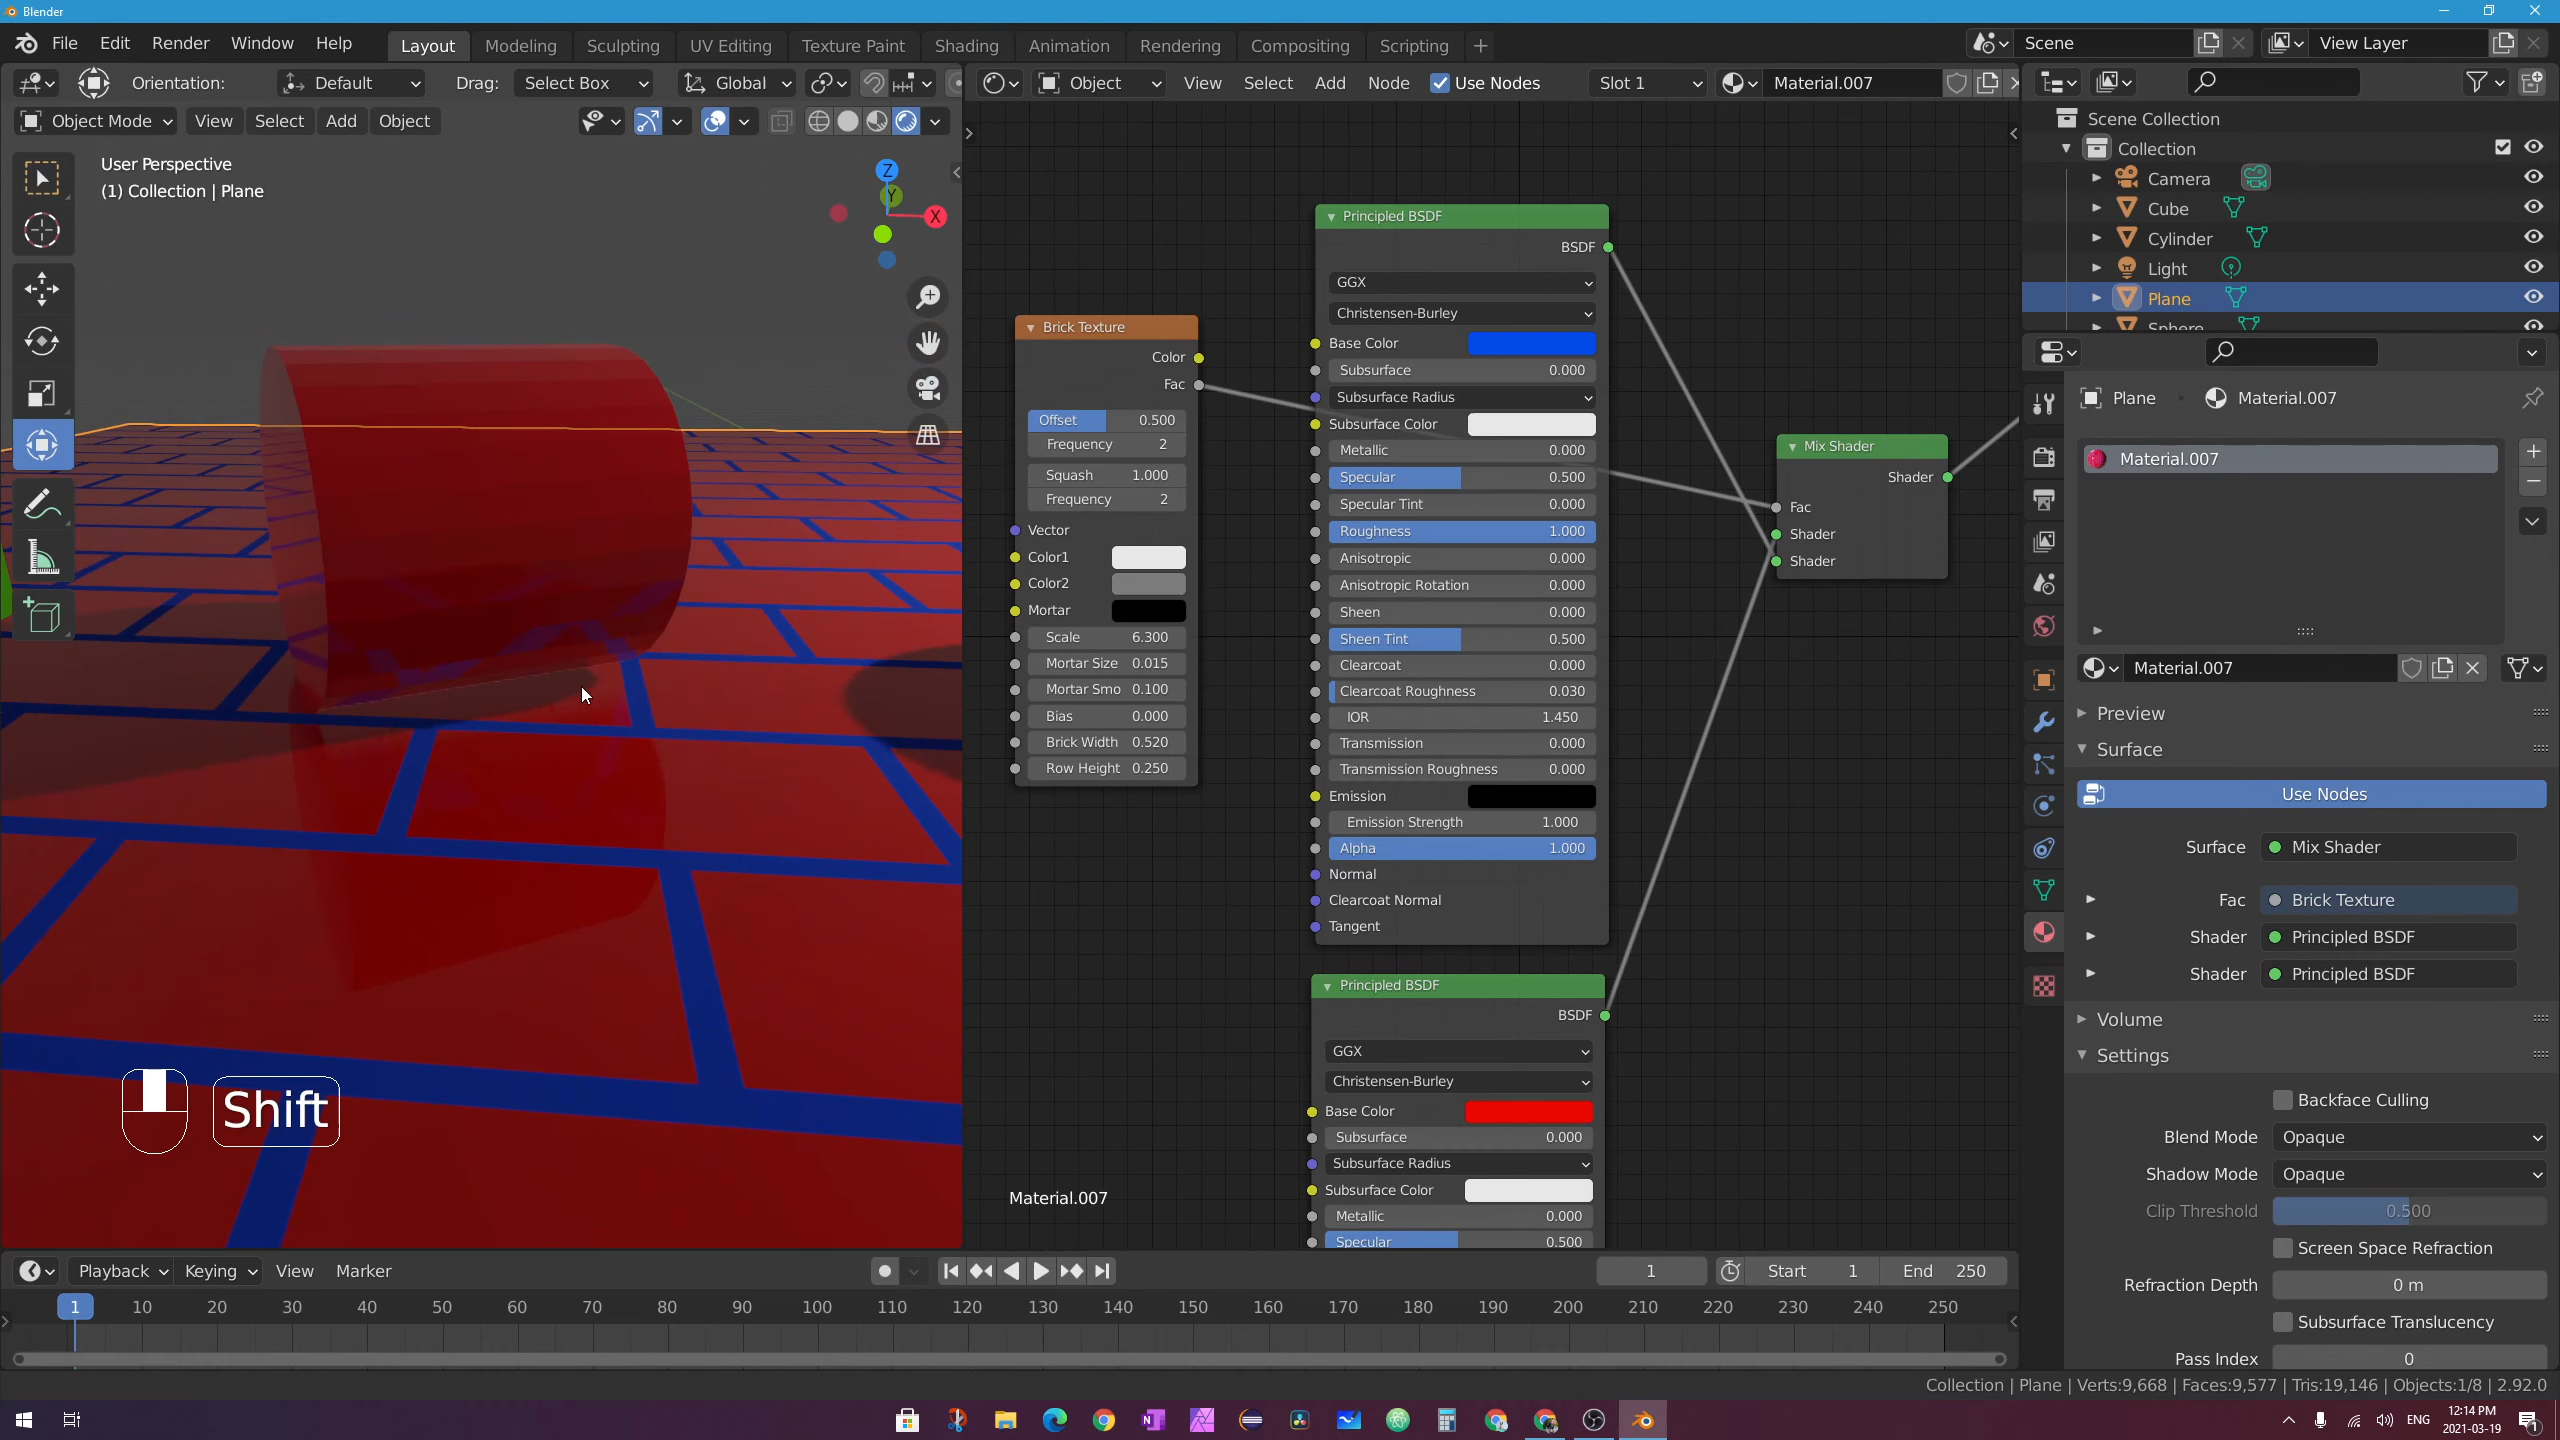 Blender
File Edit Render Window Help
Layout Modeling Sculpting UV Editing Texture Paint Shading Animation Rendering Compositing Scripting +
Scene
View Layer
Orientation: Default Drag: Select Box Global
Object View Select Add Node Use Nodes Slot 1 Material.007
Object Mode View Select Add Object
User Perspective
(1) Collection | Plane
Z
Y
X
Brick Texture
Color
Fac
Offset 0.500
Frequency 2
Squash 1.000
Frequency 2
Vector
Color1
Color2
Mortar
Scale 6.300
Mortar Size 0.015
Mortar Smo 0.100
Bias 0.000
Brick Width 0.520
Row Height 0.250
Principled BSDF
BSDF
GGX
Christensen-Burley
Base Color
Subsurface 0.000
Subsurface Radius
Subsurface Color
Metallic 0.000
Specular 0.500
Specular Tint 0.000
Roughness 1.000
Anisotropic 0.000
Anisotropic Rotation 0.000
Sheen 0.000
Sheen Tint 0.500
Clearcoat 0.000
Clearcoat Roughness 0.030
IOR 1.450
Transmission 0.000
Transmission Roughness 0.000
Emission
Emission Strength 1.000
Alpha 1.000
Normal
Clearcoat Normal
Tangent
Principled BSDF
BSDF
GGX
Christensen-Burley
Base Color
Subsurface 0.000
Subsurface Radius
Subsurface Color
Metallic 0.000
Specular 0.500
Mix Shader
Shader
Fac
Shader
Shader
Material.007
Shift
Scene Collection
Collection
Camera
Cube
Cylinder
Light
Plane
Sphere
Plane Material.007
Material.007
Material.007
Preview
Surface
Use Nodes
Surface Mix Shader
Fac Brick Texture
Shader Principled BSDF
Shader Principled BSDF
Volume
Settings
Backface Culling
Blend Mode Opaque
Shadow Mode Opaque
Clip Threshold 0.500
Screen Space Refraction
Refraction Depth 0 m
Subsurface Translucency
Pass Index 0
Playback Keying View Marker
1 Start 1 End 250
1 10 20 30 40 50 60 70 80 90 100 110 120 130 140 150 160 170 180 190 200 210 220 230 240 250
Collection | Plane | Verts:9,668 | Faces:9,577 | Tris:19,146 | Objects:1/8 | 2.92.0
ENG
12:14 PM
2021-03-19
1